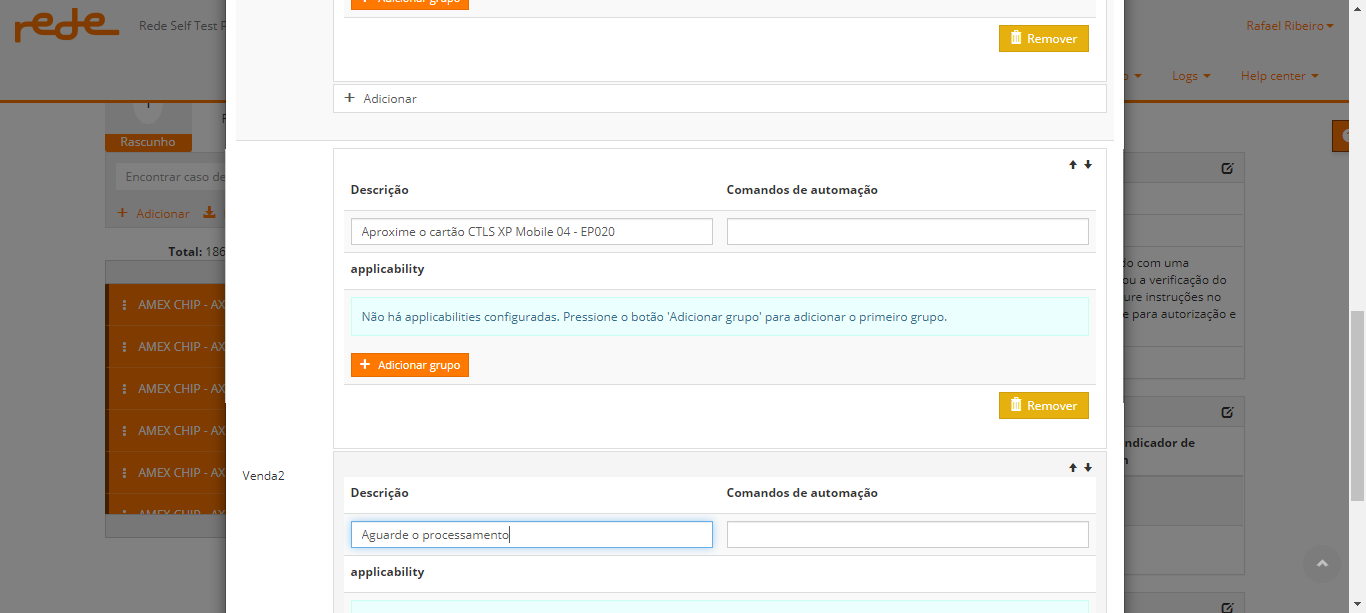 Adicionar grupo
rede
Rede Self Test
Rafael Ribeiro
Remover
Logs
Help center
Adicionar
Rascunho
Encontrar caso de
Adicionar
Total: 186
AMEX CHIP - AX
AMEX CHIP - AX
AMEX CHIP - AX
AMEX CHIP - AX
AMEX CHIP - AX
AMEX CHIP - AX
Venda2
Descrição
Comandos de automação
Aproxime o cartão CTLS XP Mobile 04 - EP020
applicability
Não há applicabilities configuradas. Pressione o botão 'Adicionar grupo' para adicionar o primeiro grupo.
Adicionar grupo
Remover
Descrição
Comandos de automação
Aguarde o processamento
applicability
do com uma
ou a verificação do
ure instruções no
e para autorização e
ndicador de